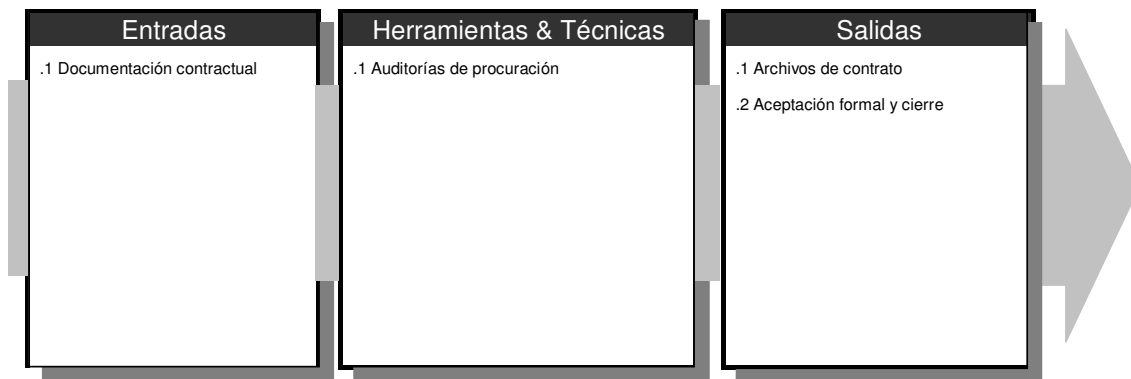 Entradas
.1 Documentación contractual
Herramientas & Técnicas
.1 Auditorías de procuración
Salidas
.1 Archivos de contrato
.2 Aceptación formal y cierre